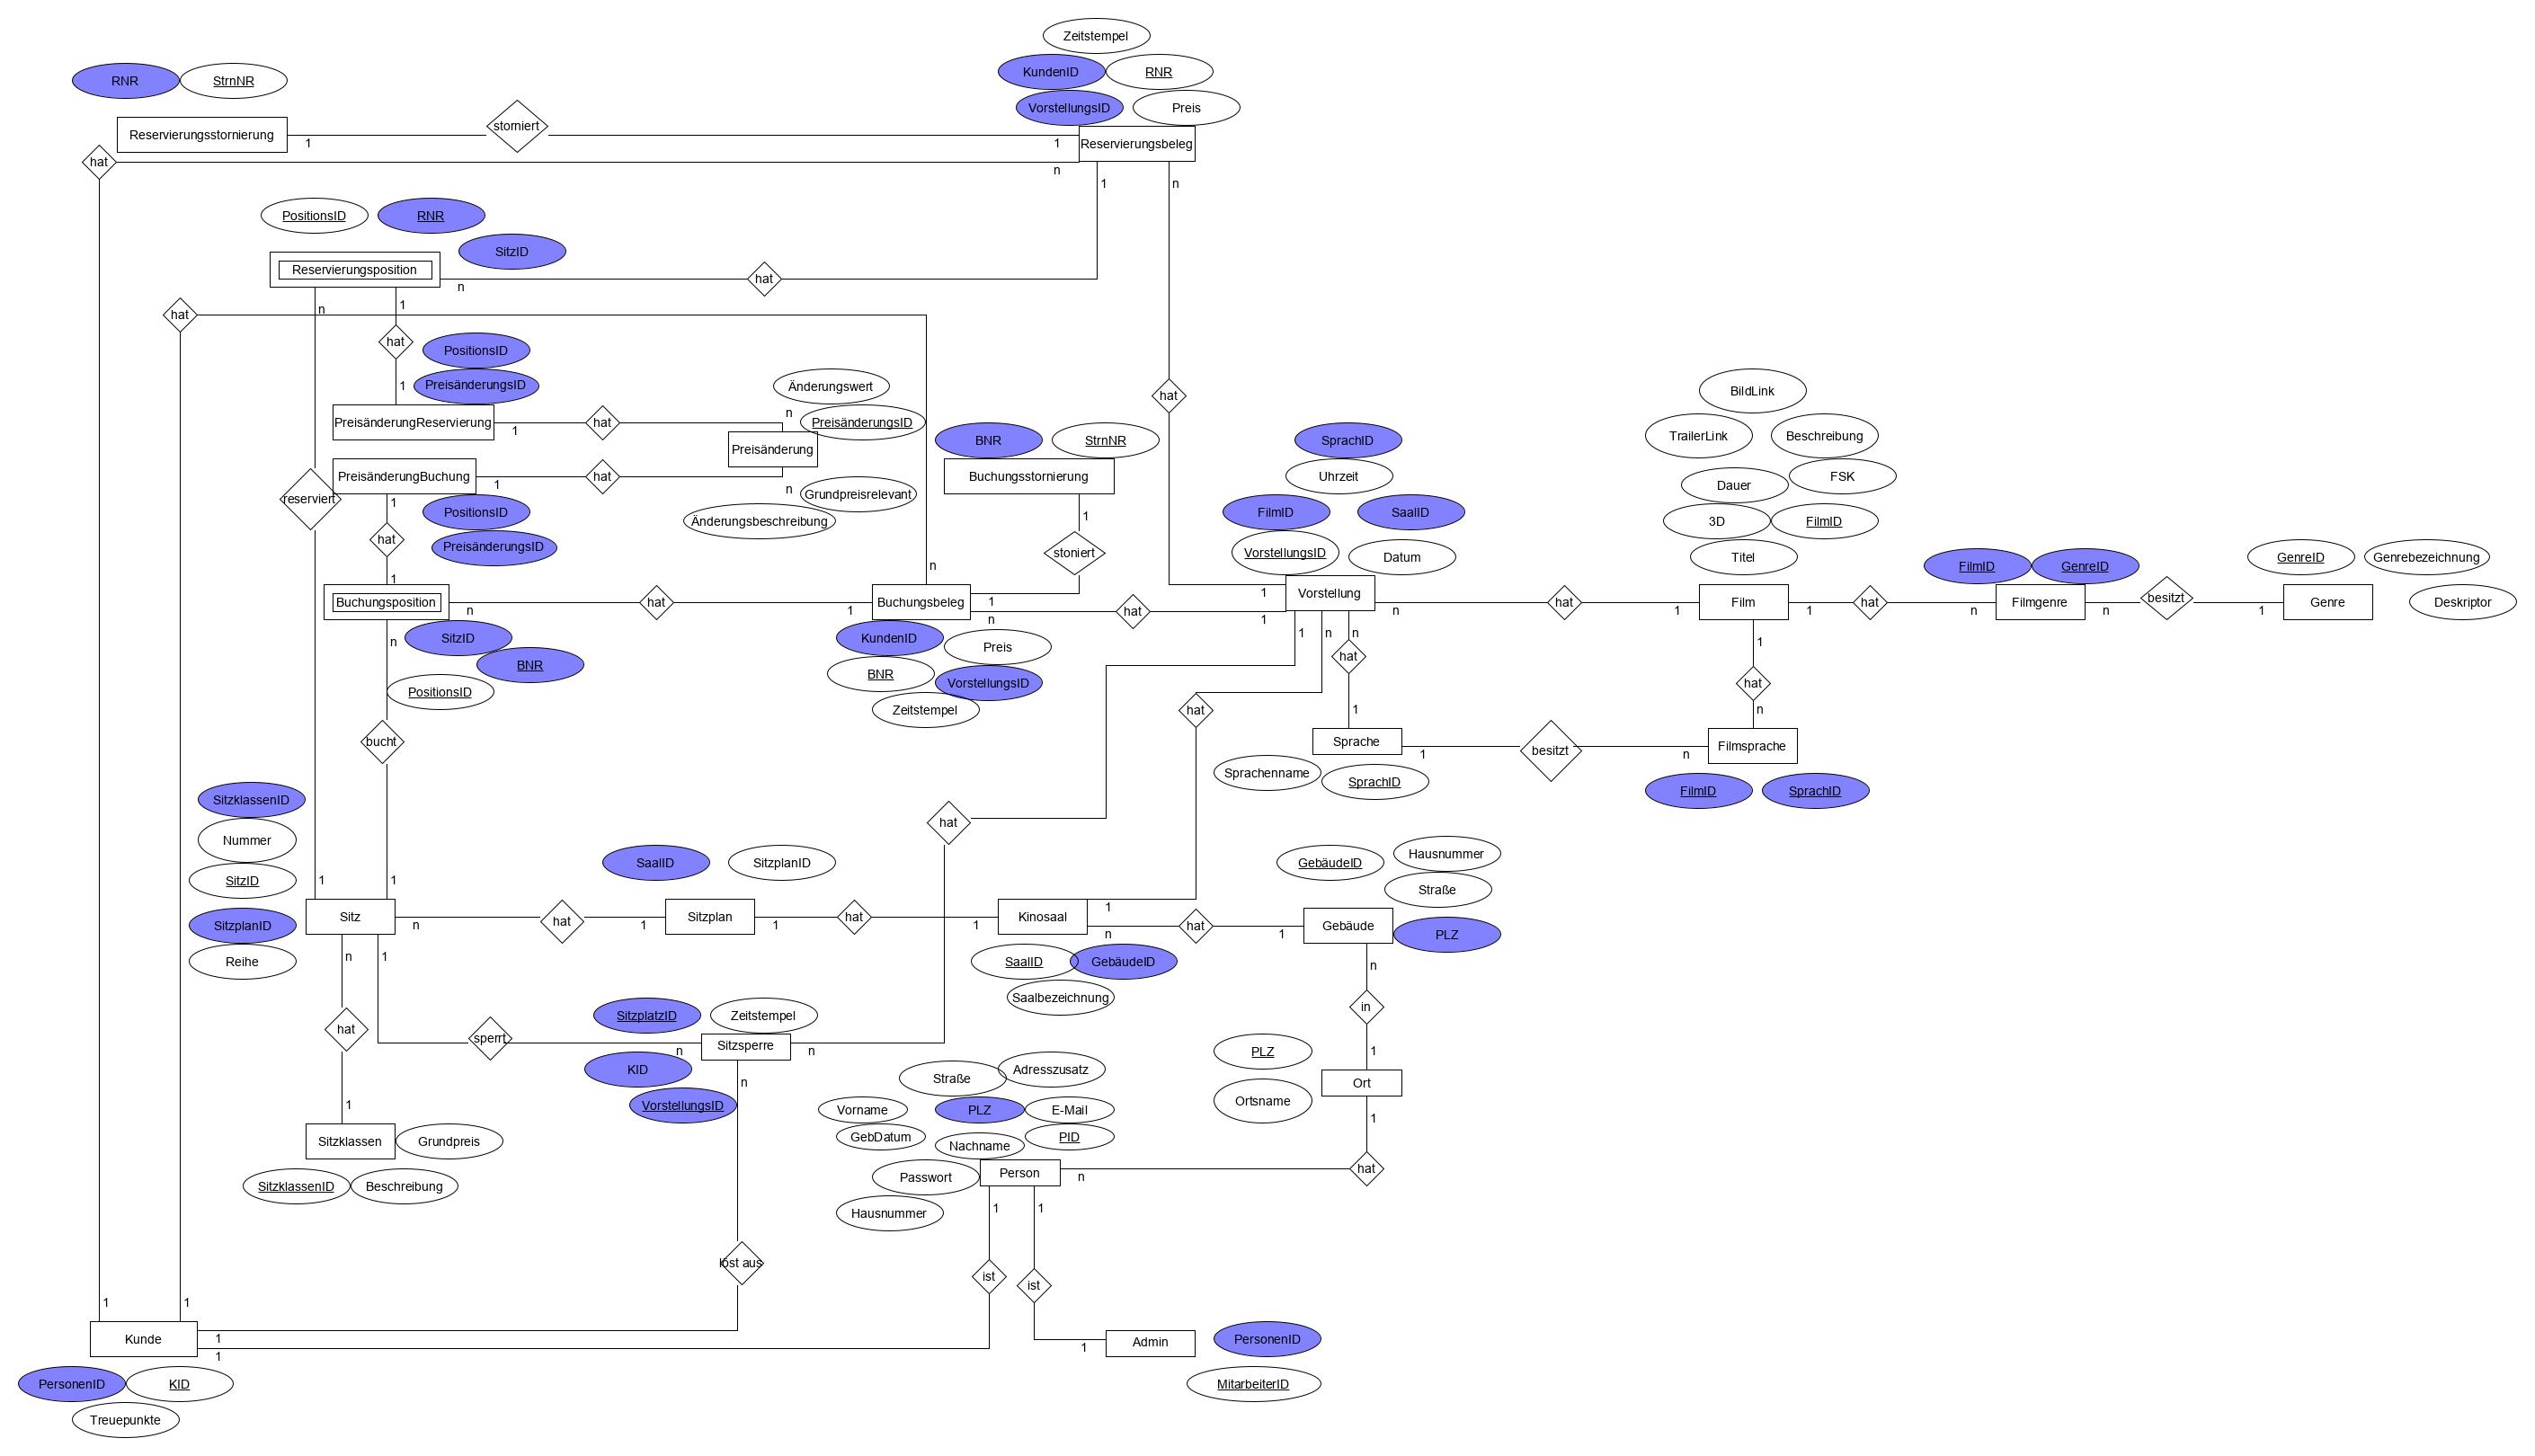 Zeitstempel
KundenID
RNR
RNR
StrnNR
VorstellungsID
Preis
Reservierungsstornierung
1
storniert
1
Reservierungsbeleg
hat
n
1
n
PositionsID
RNR
SitzID
Reservierungsposition
n
hat
n
1
hat
hat
PositionsID
1
PreisänderungsID
Änderungswert
BildLink
hat
PreisänderungReservierung
1
hat
n
PreisänderungsID
Preisänderung
BNR
StrnNR
SprachID
TrailerLink
Beschreibung
PreisänderungBuchung
1
hat
n
Grundpreisrelevant
Buchungsstornierung
Uhrzeit
Dauer
FSK
reserviert
1
PositionsID
Änderungsbeschreibung
1
FilmID
SaalID
3D
FilmID
hat
PreisänderungsID
stoniert
VorstellungsID
Datum
Titel
FilmID
GenreID
GenreID
Genrebezeichnung
1
n
Buchungsposition
n
hat
1
Buchungsbeleg
1
n
hat
1
1
Vorstellung
n
hat
1
Film
1
hat
n
Filmgenre
n
besitzt
1
Genre
Deskriptor
n
SitzID
BNR
PositionsID
KundenID
Preis
BNR
VorstellungsID
Zeitstempel
1
n
n
hat
1
hat
n
hat
1
bucht
Sprache
1
besitzt
n
Filmsprache
Sprachenname
SprachID
FilmID
SprachID
SitzklassenID
Nummer
SitzID
SitzplanID
Reihe
hat
SaalID
SitzplanID
GebäudeID
Hausnummer
Straße
PLZ
1
1
Sitz
n
hat
1
Sitzplan
1
hat
1
Kinosaal
1
n
hat
1
Gebäude
n
1
SaalID
GebäudeID
Saalbezeichnung
n
in
hat
sperrt
SitzplatzID
Zeitstempel
n
Sitzsperre
n
KID
VorstellungsID
n
PLZ
1
Ort
Ortsname
1
Straße
Adresszusatz
Vorname
PLZ
E-Mail
GebDatum
Nachname
PID
1
Sitzklassen
Grundpreis
SitzklassenID
Beschreibung
Passwort
Person
n
hat
Hausnummer
1
1
löst aus
ist
ist
1
1
Kunde
1
1
1
Admin
PersonenID
MitarbeiterID
PersonenID
KID
Treuepunkte